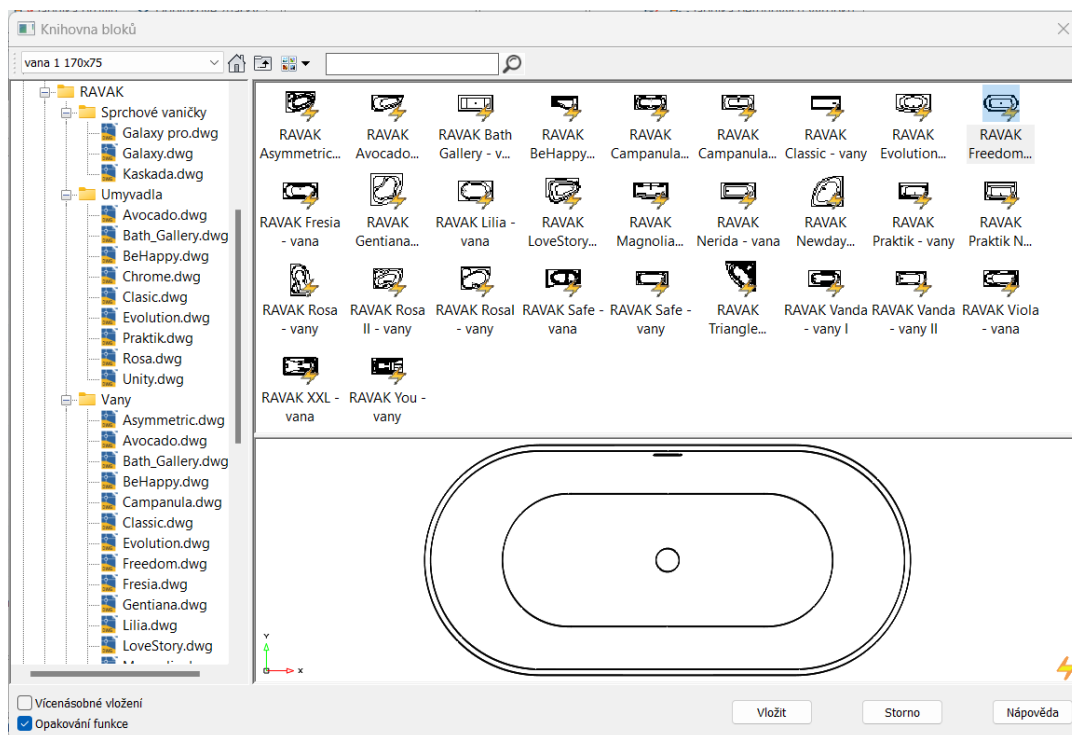 Knihovna bloků
vana 1 170x75
RAVAK
Sprchové vaničky
Galaxy pro.dwg
Galaxy.dwg
Kaskada.dwg
Umyvadla
Avocado.dwg
Bath_Gallery.dwg
BeHappy.dwg
Chrome.dwg
Clasic.dwg
Evolution.dwg
Praktik.dwg
Rosa.dwg
Unity.dwg
Vany
Asymmetric.dwg
Avocado.dwg
Bath_Gallery.dwg
BeHappy.dwg
Campanula.dwg
Classic.dwg
Evolution.dwg
Freedom.dwg
Fresia.dwg
Gentiana.dwg
Lilia.dwg
LoveStory.dwg
RAVAK
Asymmetric...
RAVAK
Avocado...
RAVAK Bath
Gallery - v...
RAVAK
BeHappy...
RAVAK
Campanula...
RAVAK
Campanula...
RAVAK
Classic - vany
RAVAK
Evolution...
RAVAK
Freedom...
RAVAK Fresia
- vana
RAVAK
Gentiana...
RAVAK Lilia -
vana
RAVAK
LoveStory...
RAVAK
Magnolia...
RAVAK
Nerida - vana
RAVAK
Newday...
RAVAK
Praktik - vany
RAVAK
Praktik N...
RAVAK Rosa
- vany
RAVAK Rosa
II - vany
RAVAK RosaI
- vany
RAVAK Safe -
vana
RAVAK Safe -
vany
RAVAK
Triangle...
RAVAK Vanda
- vany I
RAVAK Vanda
- vany II
RAVAK Viola
- vana
RAVAK XXL -
vana
RAVAK You -
vany
Y
X
Vícenásobné vložení
Opakování funkce
Vložit
Storno
Nápověda